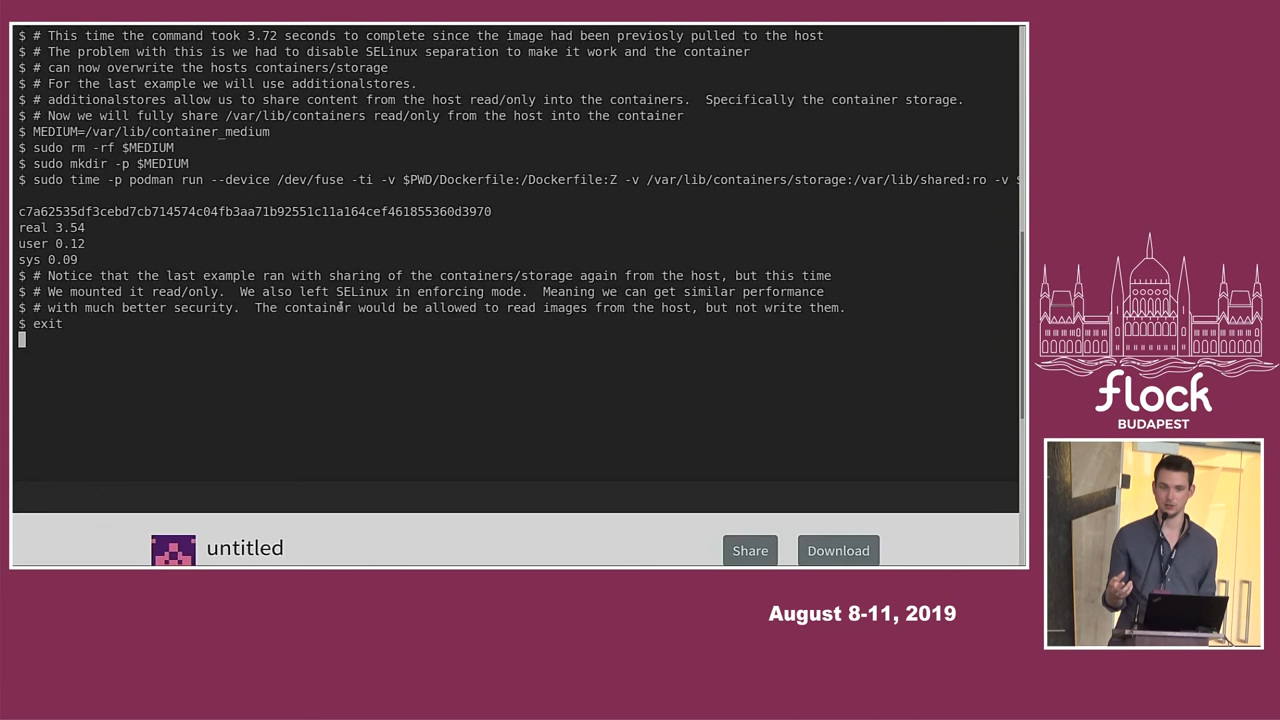 $ # This time the command took 3.72 seconds to complete since the image had been previosly pulled to the host
$ # The problem with this is we had to disable SELinux separation to make it work and the container
$ # can now overwrite the hosts containers/storage
$ # For the last example we will use additionalstores.
$ # additionalstores allow us to share content from the host read/only into the containers.  Specifically the container storage.
$ # Now we will fully share /var/lib/containers read/only from the host into the container
$ MEDIUM=/var/lib/container_medium
$ sudo rm -rf $MEDIUM
$ sudo mkdir -p $MEDIUM
$ sudo time -p podman run --device /dev/fuse -ti -v $PWD/Dockerfile:/Dockerfile:Z -v /var/lib/containers/storage:/var/lib/shared:ro -v $
c7a62535df3cebd7cb714574c04fb3aa71b92551c11a164cef461855360d3970
real 3.54
user 0.12
sys 0.09
$ # Notice that the last example ran with sharing of the containers/storage again from the host, but this time
$ # We mounted it read/only.  We also left SELinux in enforcing mode.  Meaning we can get similar performance
$ # with much better security.  The container would be allowed to read images from the host, but not write them.
$ exit
untitled
Share
Download
flock
BUDAPEST
August 8-11, 2019